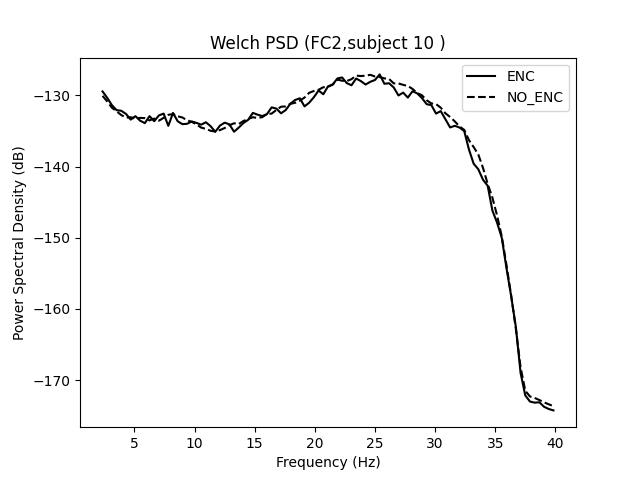 Welch PSD (FC2,subject 10 )
ENC
NO_ENC
Power Spectral Density (dB)
−130
−140
−150
−160
−170
5 10 15 20 25 30 35 40
Frequency (Hz)